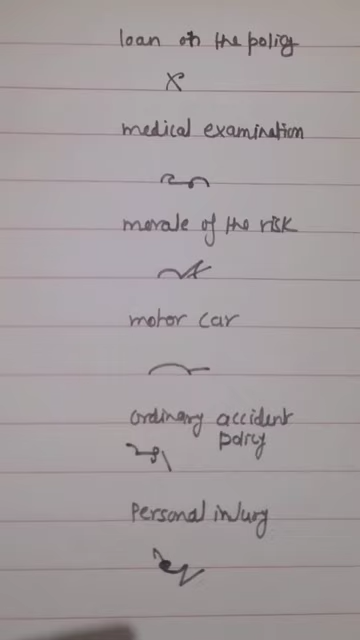 loan on the policy
medical examination
morale of the risk
motor car
ordinary accident
policy
personal injury